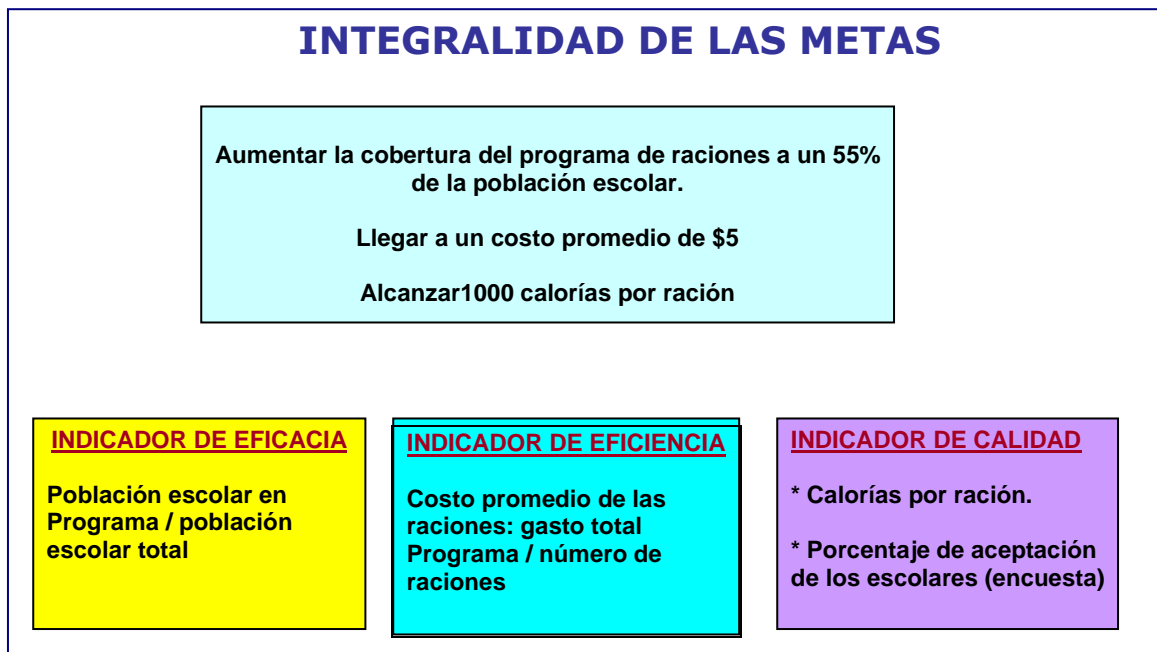 INTEGRALIDAD DE LAS METAS
Aumentar la cobertura del programa de raciones a un 55%
de la población escolar.
Llegar a un costo promedio de $5
Alcanzar1000 calorías por ración
INDICADOR DE EFICACIA
Población escolar en
Programa / población
escolar total
INDICADOR DE EFICIENCIA
Costo promedio de las
raciones: gasto total
Programa / número de
raciones
INDICADOR DE CALIDAD
* Calorías por ración.
* Porcentaje de aceptación
de los escolares (encuesta)